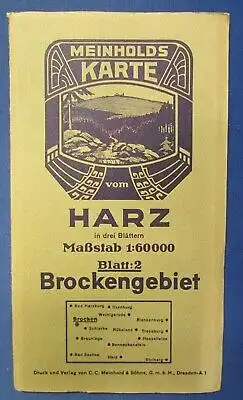 MEINHOLDS
KARTE
vom
HARZ
in drei Blättern
Maßstab 1:60000
Blatt:2
Brockengebiet
Bad Harzburg Ilsenburg
Wernigerode
Brocken Blankenburg
Schierke Rübeland Treseburg
Braunlage Hasselfelde
Benneckenstein
Bad Sachsa Stolberg
Druck und Verlag von C. C. Meinhold & Söhne, G. m. b. H., Dresden-A. 1